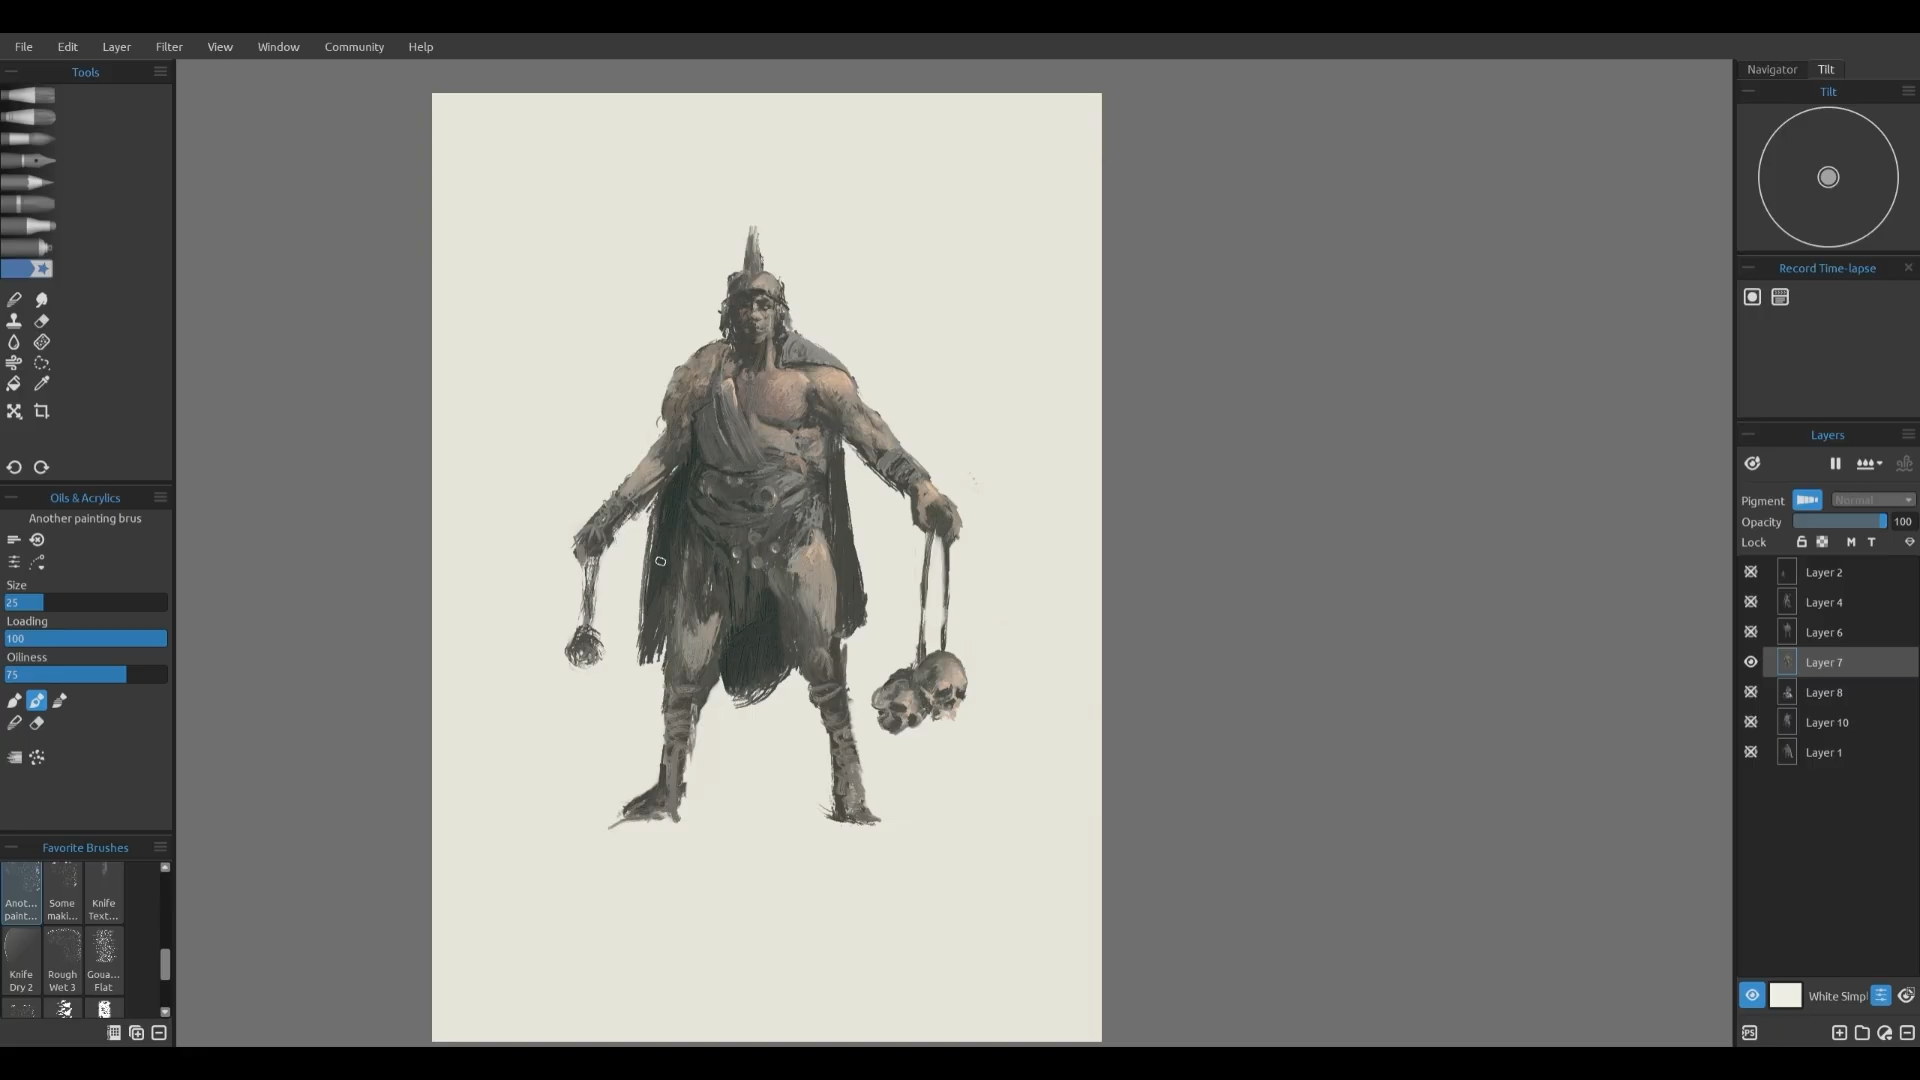 File Edit Layer Filter View Window Community Help
Tools
Navigator Tilt
Tilt
Record Time-lapse
Layers
Pigment Normal
Opacity 100
Lock M T
Layer 2
Layer 4
Layer 6
Layer 7
Layer 8
Layer 10
Layer 1
White Simpl
PS
Oils & Acrylics
Another painting brus
Size
25
Loading
100
Oiliness
75
Favorite Brushes
Anot... Some Knife
paint... maki... Text...
Knife Rough Goua...
Dry 2 Wet 3 Flat